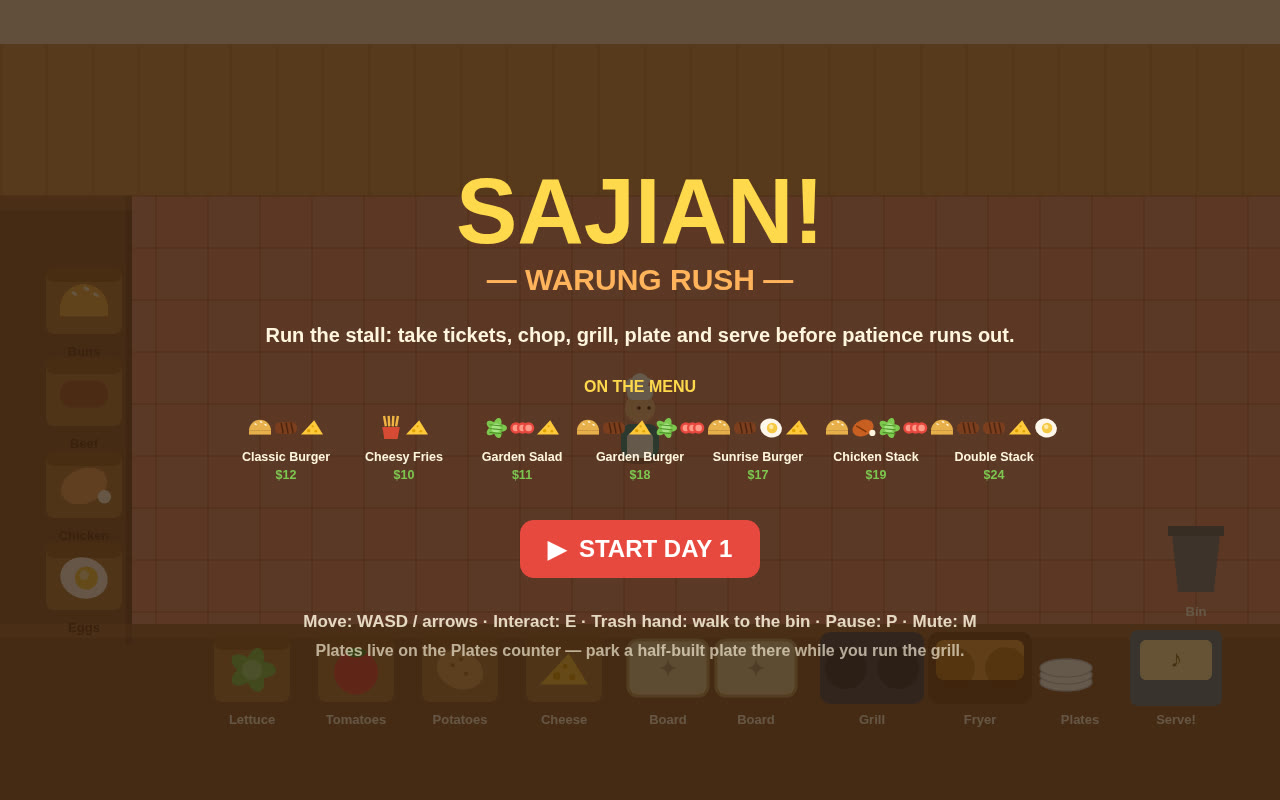 SAJIAN!
— WARUNG RUSH —
Run the stall: take tickets, chop, grill, plate and serve before patience runs out.
ON THE MENU
Classic Burger
$12
Cheesy Fries
$10
Garden Salad
$11
Garden Burger
$18
Sunrise Burger
$17
Chicken Stack
$19
Double Stack
$24
▶ START DAY 1
Move: WASD / arrows · Interact: E · Trash hand: walk to the bin · Pause: P · Mute: M
Plates live on the Plates counter — park a half-built plate there while you run the grill.
Buns
Beef
Chicken
Eggs
Bin
Lettuce
Tomatoes
Potatoes
Cheese
Board
Board
Grill
Fryer
Plates
Serve!